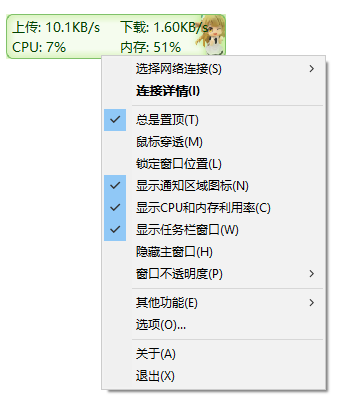 上传: 10.1KB/s 下载: 1.60KB/s
CPU: 7% 内存: 51%
选择网络连接(S)
连接详情(I)
总是置顶(T)
鼠标穿透(M)
锁定窗口位置(L)
显示通知区域图标(N)
显示CPU和内存利用率(C)
显示任务栏窗口(W)
隐藏主窗口(H)
窗口不透明度(P)
其他功能(E)
选项(O)...
关于(A)
退出(X)